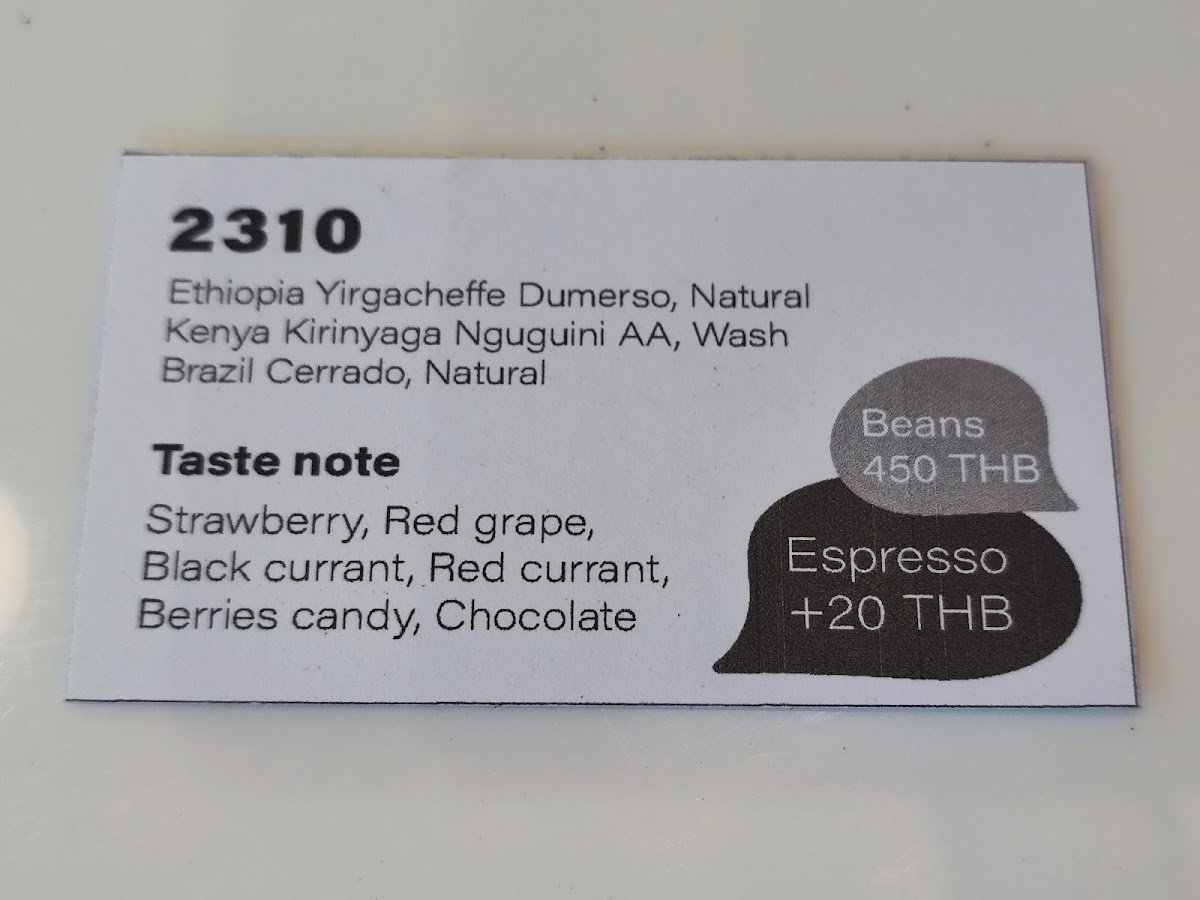 2310
Ethiopia Yirgacheffe Dumerso, Natural
Kenya Kirinyaga Nguguini AA, Wash
Brazil Cerrado, Natural
Taste note
Strawberry, Red grape,
Black currant, Red currant,
Berries candy, Chocolate
Beans
450 THB
Espresso
+20 THB